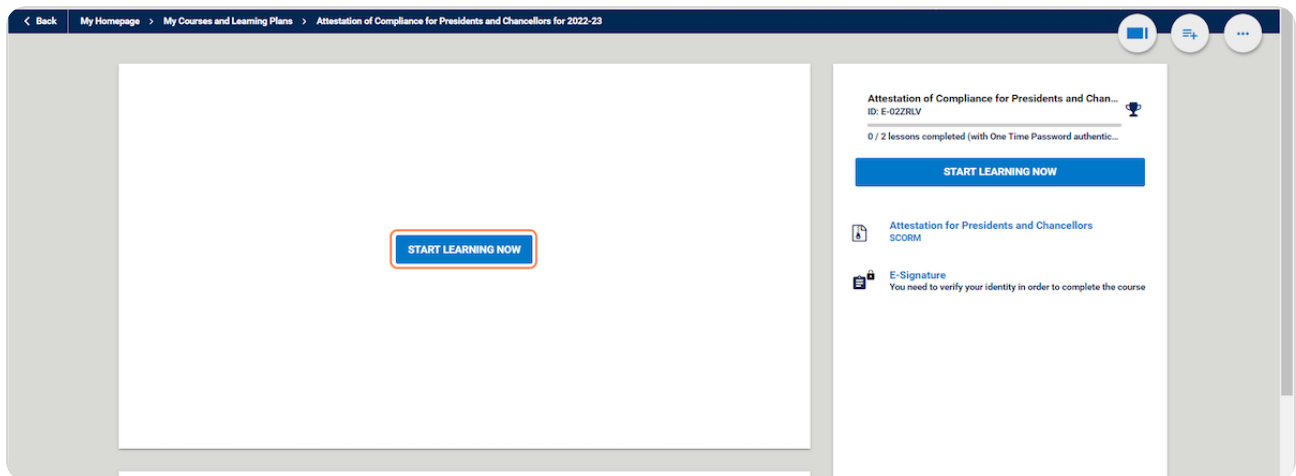 Back My Homepage > My Courses and Learning Plans > Attestation of Compliance for Presidents and Chancellors for 2022-23
START LEARNING NOW
Attestation of Compliance for Presidents and Chan...
ID: E-02ZRLV
0 / 2 lessons completed (with One Time Password authentic...
START LEARNING NOW
Attestation for Presidents and Chancellors
SCORM
E-Signature
You need to verify your identity in order to complete the course